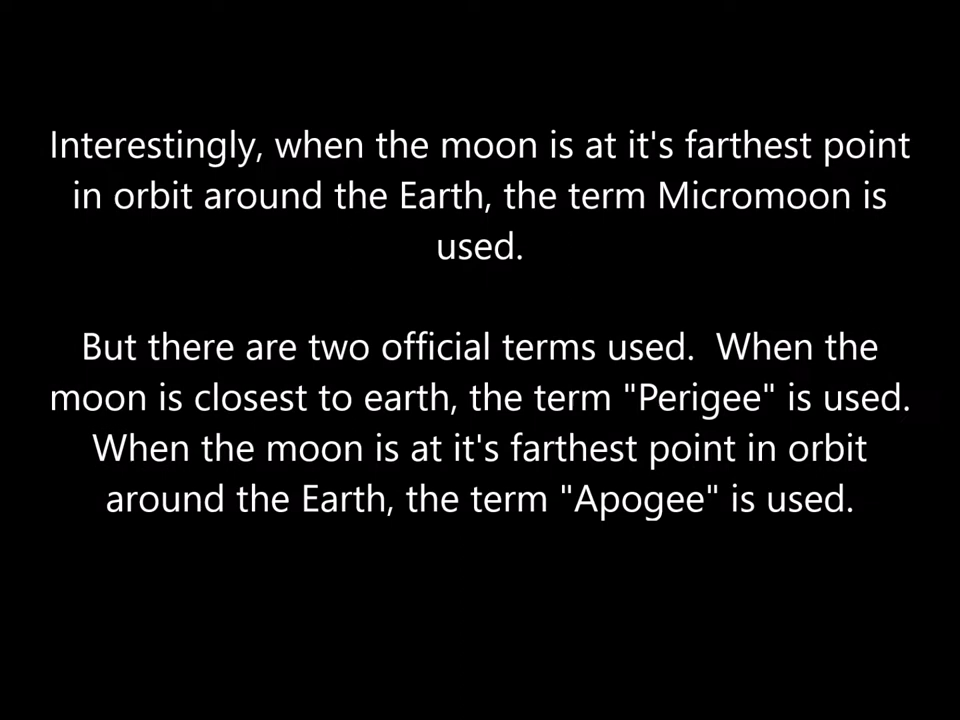 Interestingly, when the moon is at it's farthest point
in orbit around the Earth, the term Micromoon is
used.
But there are two official terms used.  When the
moon is closest to earth, the term "Perigee" is used.
When the moon is at it's farthest point in orbit
around the Earth, the term "Apogee" is used.